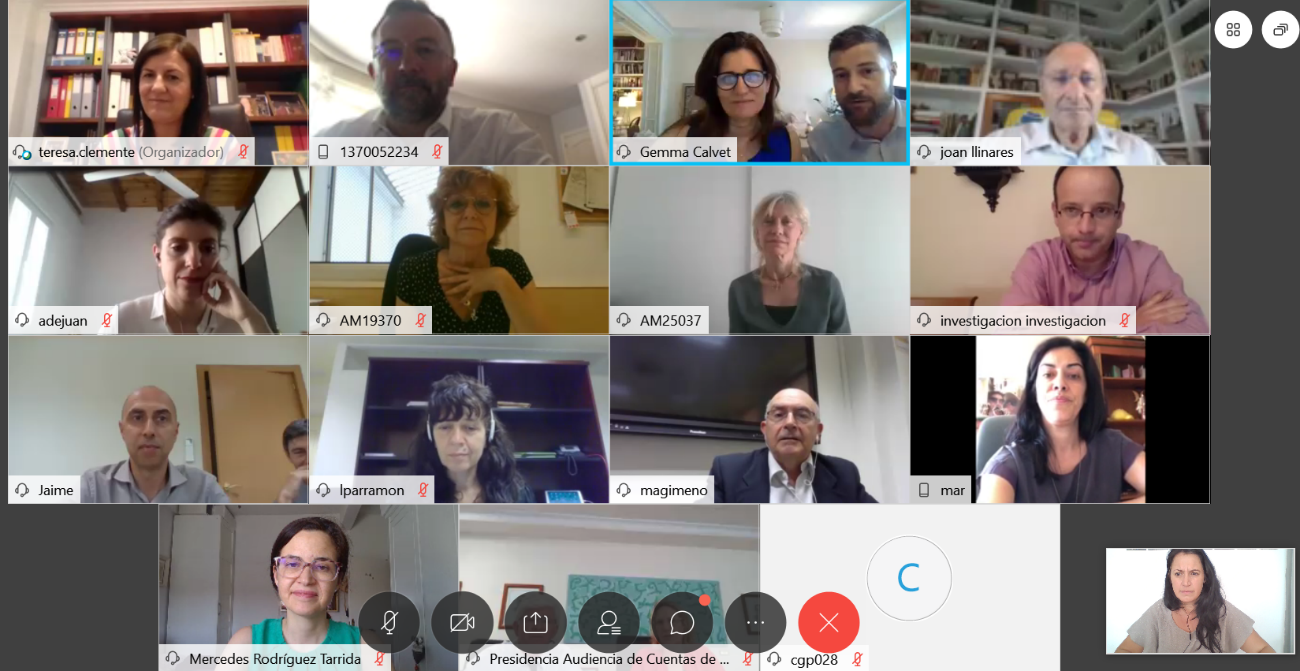 teresa.clemente (Organizador)
1370052234
Gemma Calvet
joan llinares
adejuan
AM19370
AM25037
investigacion investigacion
Jaime
lparramon
magimeno
mar
C
Mercedes Rodríguez Tarrida
Presidencia Audiencia de Cuentas de ...
cgp028